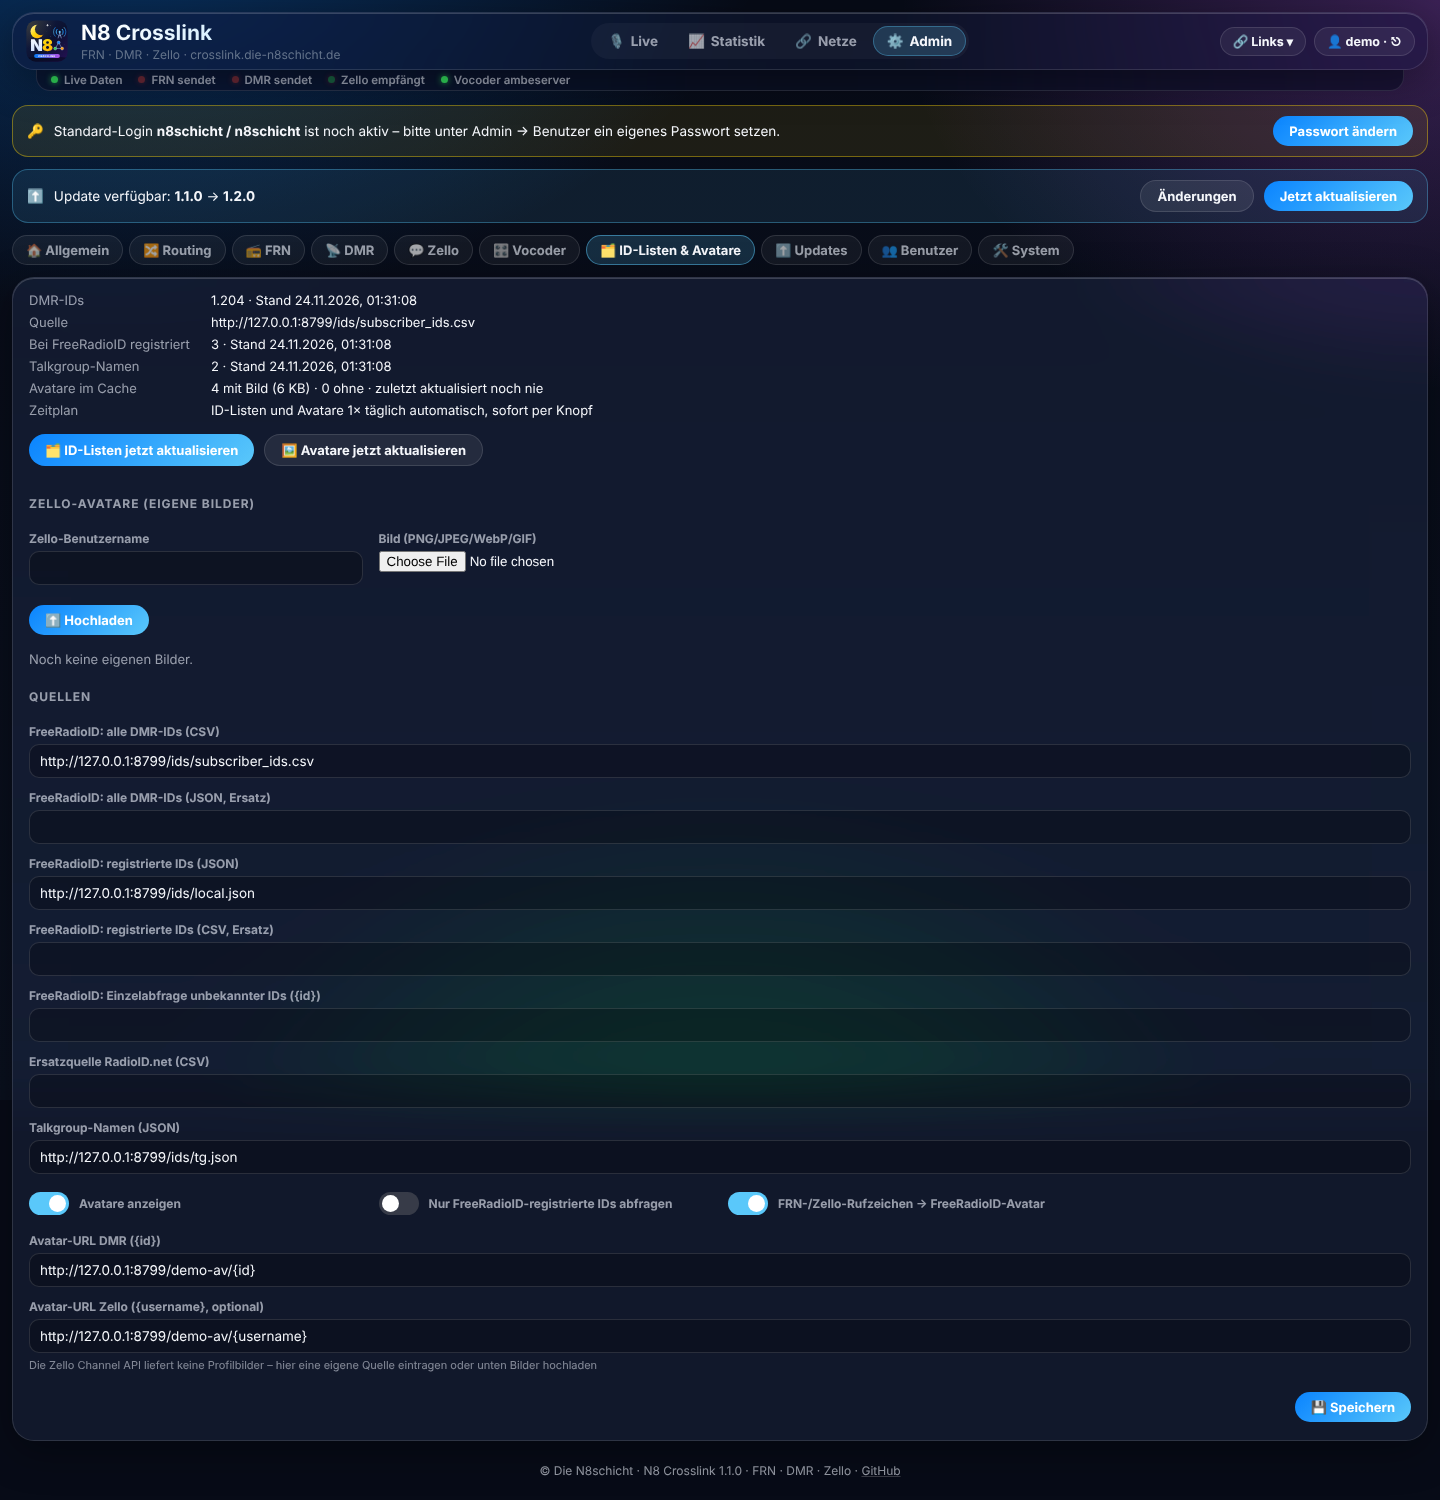 N8 Crosslink
FRN · DMR · Zello · crosslink.die-n8schicht.de
Live
Statistik
Netze
Admin
Links ▾
demo · ⎋
Live Daten
FRN sendet
DMR sendet
Zello empfängt
Vocoder ambeserver
Standard-Login n8schicht / n8schicht ist noch aktiv – bitte unter Admin → Benutzer ein eigenes Passwort setzen.
Passwort ändern
Update verfügbar: 1.1.0 → 1.2.0
Änderungen
Jetzt aktualisieren
Allgemein
Routing
FRN
DMR
Zello
Vocoder
ID-Listen & Avatare
Updates
Benutzer
System
DMR-IDs 1.204 · Stand 24.11.2026, 01:31:08
Quelle http://127.0.0.1:8799/ids/subscriber_ids.csv
Bei FreeRadioID registriert 3 · Stand 24.11.2026, 01:31:08
Talkgroup-Namen 2 · Stand 24.11.2026, 01:31:08
Avatare im Cache 4 mit Bild (6 KB) · 0 ohne · zuletzt aktualisiert noch nie
Zeitplan ID-Listen und Avatare 1× täglich automatisch, sofort per Knopf
ID-Listen jetzt aktualisieren
Avatare jetzt aktualisieren
ZELLO-AVATARE (EIGENE BILDER)
Zello-Benutzername
Bild (PNG/JPEG/WebP/GIF)
Choose File No file chosen
Hochladen
Noch keine eigenen Bilder.
QUELLEN
FreeRadioID: alle DMR-IDs (CSV)
http://127.0.0.1:8799/ids/subscriber_ids.csv
FreeRadioID: alle DMR-IDs (JSON, Ersatz)
FreeRadioID: registrierte IDs (JSON)
http://127.0.0.1:8799/ids/local.json
FreeRadioID: registrierte IDs (CSV, Ersatz)
FreeRadioID: Einzelabfrage unbekannter IDs ({id})
Ersatzquelle RadioID.net (CSV)
Talkgroup-Namen (JSON)
http://127.0.0.1:8799/ids/tg.json
Avatare anzeigen
Nur FreeRadioID-registrierte IDs abfragen
FRN-/Zello-Rufzeichen → FreeRadioID-Avatar
Avatar-URL DMR ({id})
http://127.0.0.1:8799/demo-av/{id}
Avatar-URL Zello ({username}, optional)
http://127.0.0.1:8799/demo-av/{username}
Die Zello Channel API liefert keine Profilbilder – hier eine eigene Quelle eintragen oder unten Bilder hochladen
Speichern
© Die N8schicht · N8 Crosslink 1.1.0 · FRN · DMR · Zello · GitHub